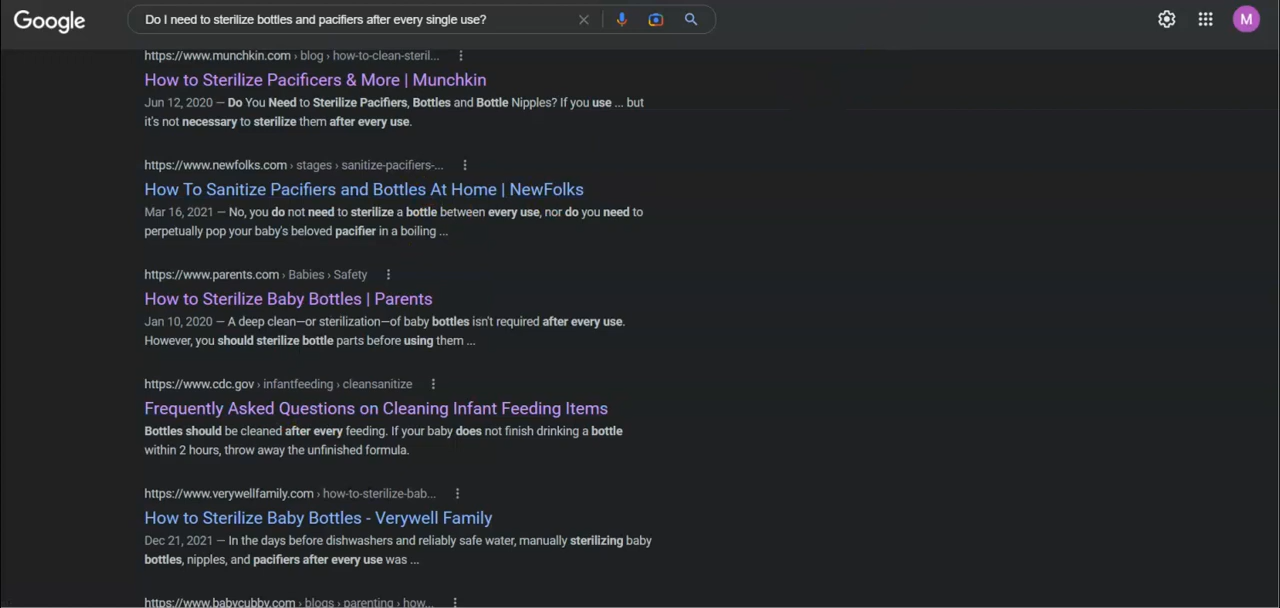 Google
Do I need to sterilize bottles and pacifiers after every single use?
M
https://www.munchkin.com › blog › how-to-clean-steril...
How to Sterilize Pacificers & More | Munchkin
Jun 12, 2020 — Do You Need to Sterilize Pacifiers, Bottles and Bottle Nipples? If you use ... but
it's not necessary to sterilize them after every use.
https://www.newfolks.com › stages › sanitize-pacifiers-...
How To Sanitize Pacifiers and Bottles At Home | NewFolks
Mar 16, 2021 — No, you do not need to sterilize a bottle between every use, nor do you need to
perpetually pop your baby's beloved pacifier in a boiling ...
https://www.parents.com › Babies › Safety
How to Sterilize Baby Bottles | Parents
Jan 10, 2020 — A deep clean—or sterilization—of baby bottles isn't required after every use.
However, you should sterilize bottle parts before using them ...
https://www.cdc.gov › infantfeeding › cleansanitize
Frequently Asked Questions on Cleaning Infant Feeding Items
Bottles should be cleaned after every feeding. If your baby does not finish drinking a bottle
within 2 hours, throw away the unfinished formula.
https://www.verywellfamily.com › how-to-sterilize-bab...
How to Sterilize Baby Bottles - Verywell Family
Dec 21, 2021 — In the days before dishwashers and reliably safe water, manually sterilizing baby
bottles, nipples, and pacifiers after every use was ...
https://www.babycubby.com › blogs › parenting › how...